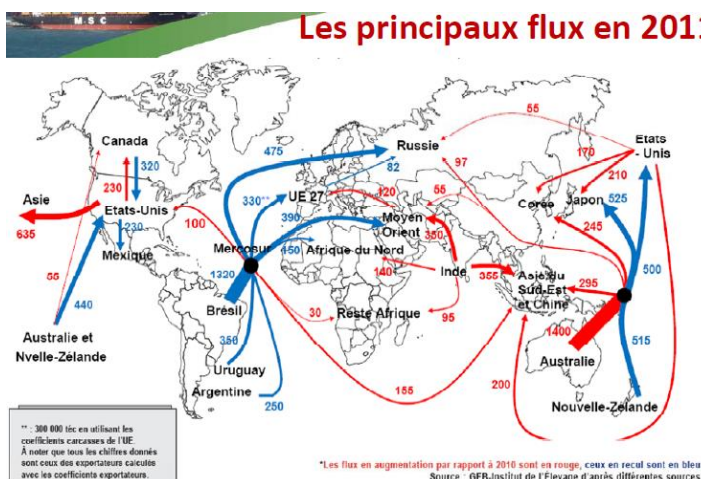 MSC
Les principaux flux en 2011
Canada
320
230
Etats-Unis
230
Mexique
Asie
635
55
440
Australie et
Nvelle-Zélande
100
475
330**
390
150
Mercosur
1320
Brésil
350
Uruguay
Argentine
250
30
155
UE 27
82
Russie
120
55
97
Moyen
Orient
350
Afrique du Nord
140
Inde
355
95
Reste Afrique
55
Etats
- Unis
170
210
Corée
Japon
525
245
500
Asie du
Sud-Est
et Chine
295
1400
Australie
515
200
Nouvelle-Zélande
** : 300 000 téc en utilisant les
coefficients carcasses de l'UE.
À noter que tous les chiffres donnés
sont ceux des exportateurs calculés
avec les coefficients exportateurs.
*Les flux en augmentation par rapport à 2010 sont en rouge, ceux en recul sont en bleu
Source : GEB-Institut de l'Élevage d'après différentes sources